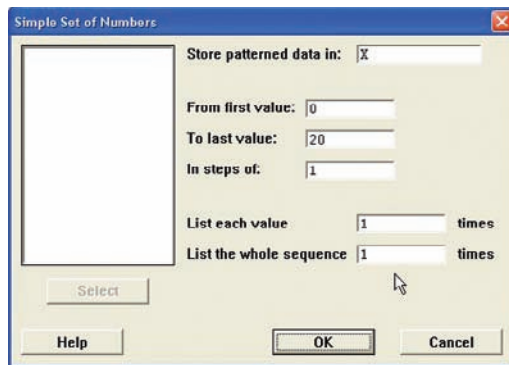 Simple Set of Numbers
Store patterned data in: X
From first value: 0
To last value: 20
In steps of: 1
List each value 1 times
List the whole sequence 1 times
Select
Help OK Cancel